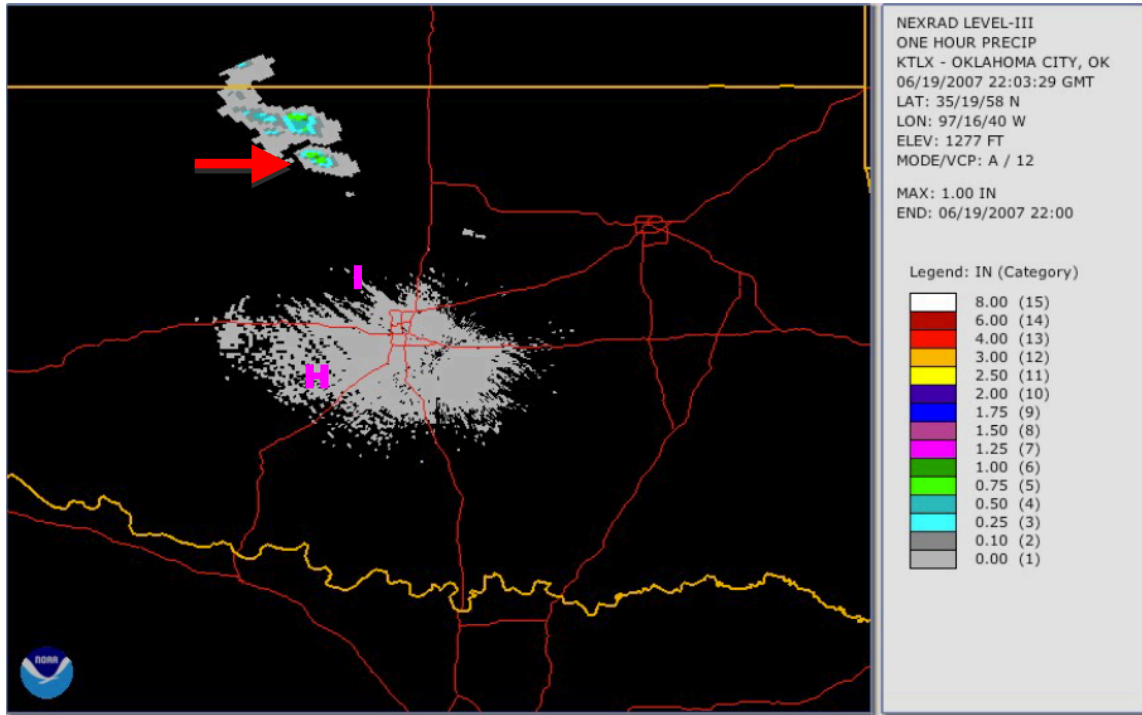 NEXRAD LEVEL-III
ONE HOUR PRECIP
KTLX - OKLAHOMA CITY, OK
06/19/2007 22:03:29 GMT
LAT: 35/19/58 N
LON: 97/16/40 W
ELEV: 1277 FT
MODE/VCP: A / 12
MAX: 1.00 IN
END: 06/19/2007 22:00
Legend: IN (Category)
8.00 (15)
6.00 (14)
4.00 (13)
3.00 (12)
2.50 (11)
2.00 (10)
1.75 (9)
1.50 (8)
1.25 (7)
1.00 (6)
0.75 (5)
0.50 (4)
0.25 (3)
0.10 (2)
0.00 (1)
I
H
NOAA